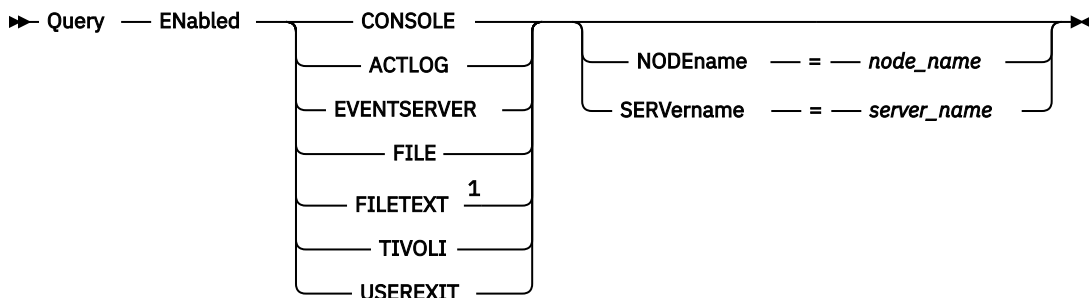 Query ENabled CONSOLE
ACTLOG NODEname = node_name
EVENTSERVER SERVername = server_name
FILE
FILETEXT 1
TIVOLI
USEREXIT